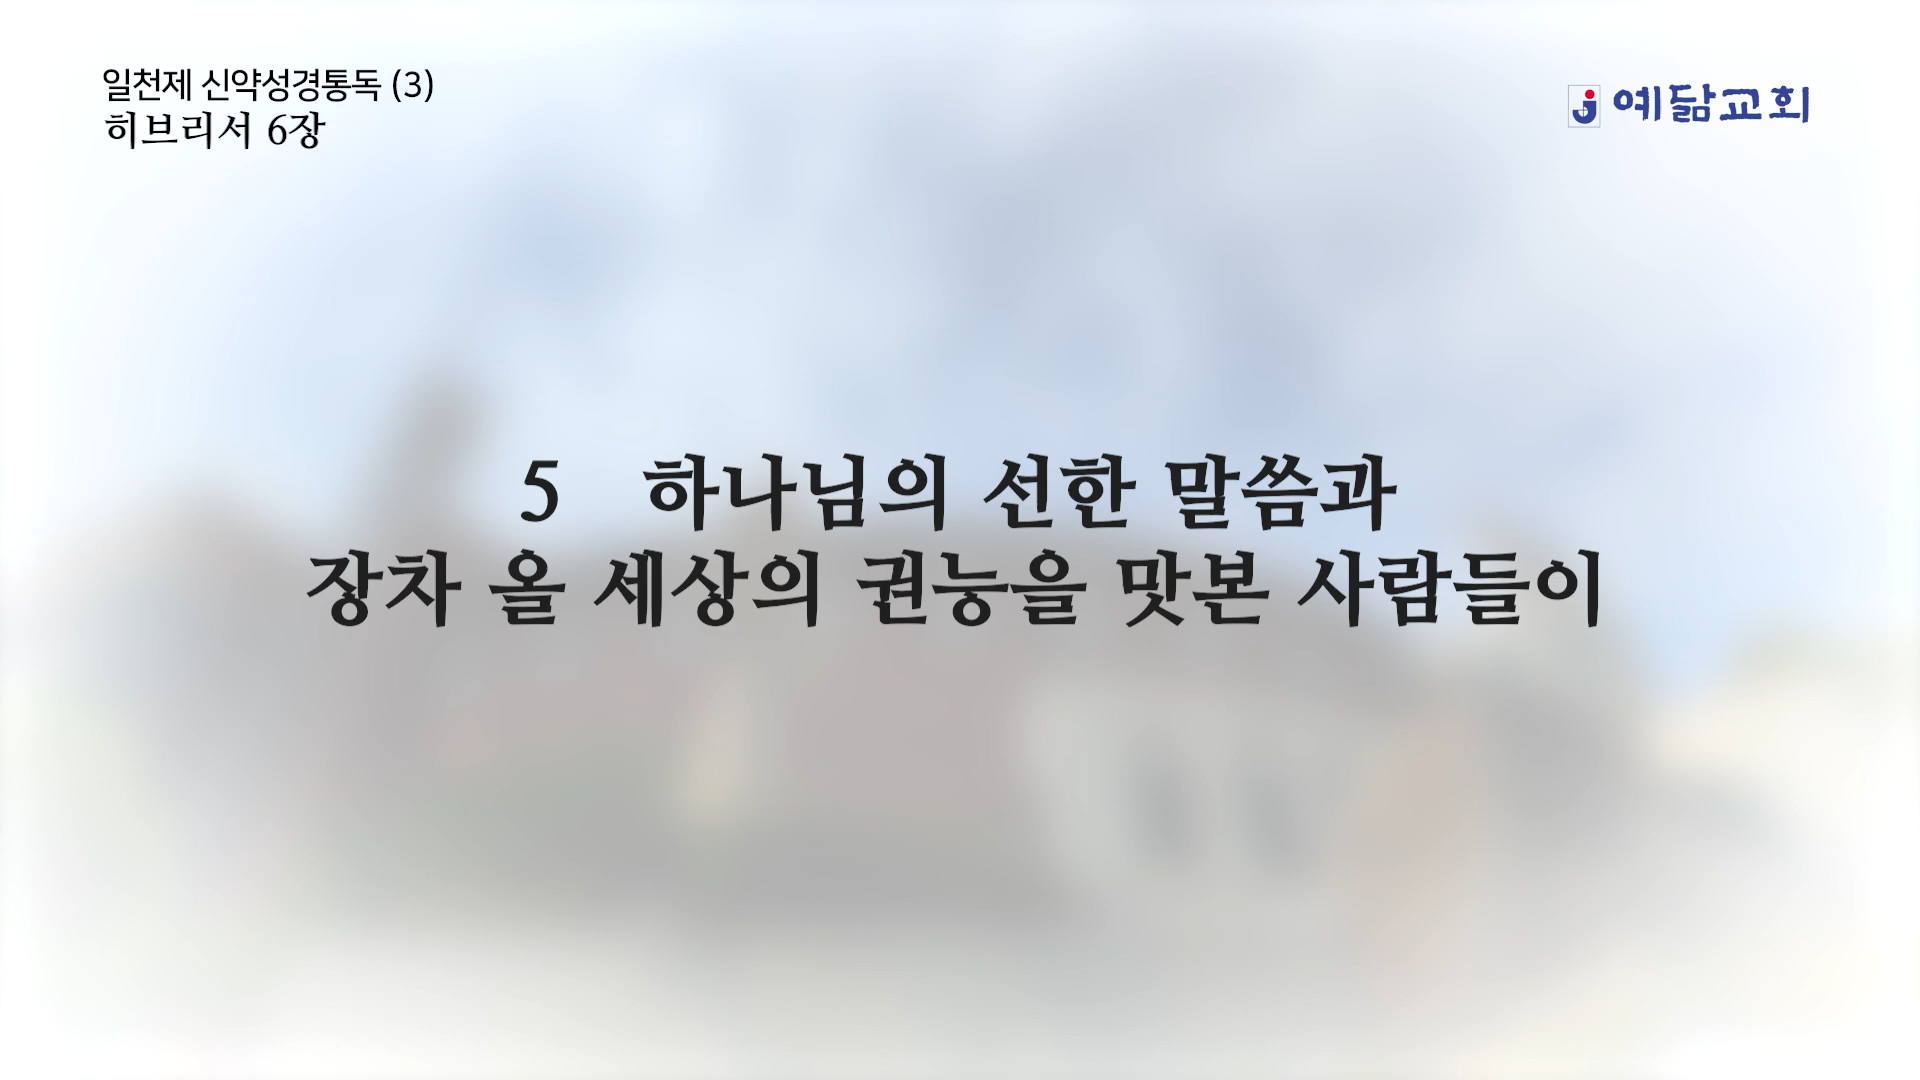 일천제 신약성경통독 (3)
히브리서 6장
예닮교회
5 하나님의 선한 말씀과
장차 올 세상의 권능을 맛본 사람들이